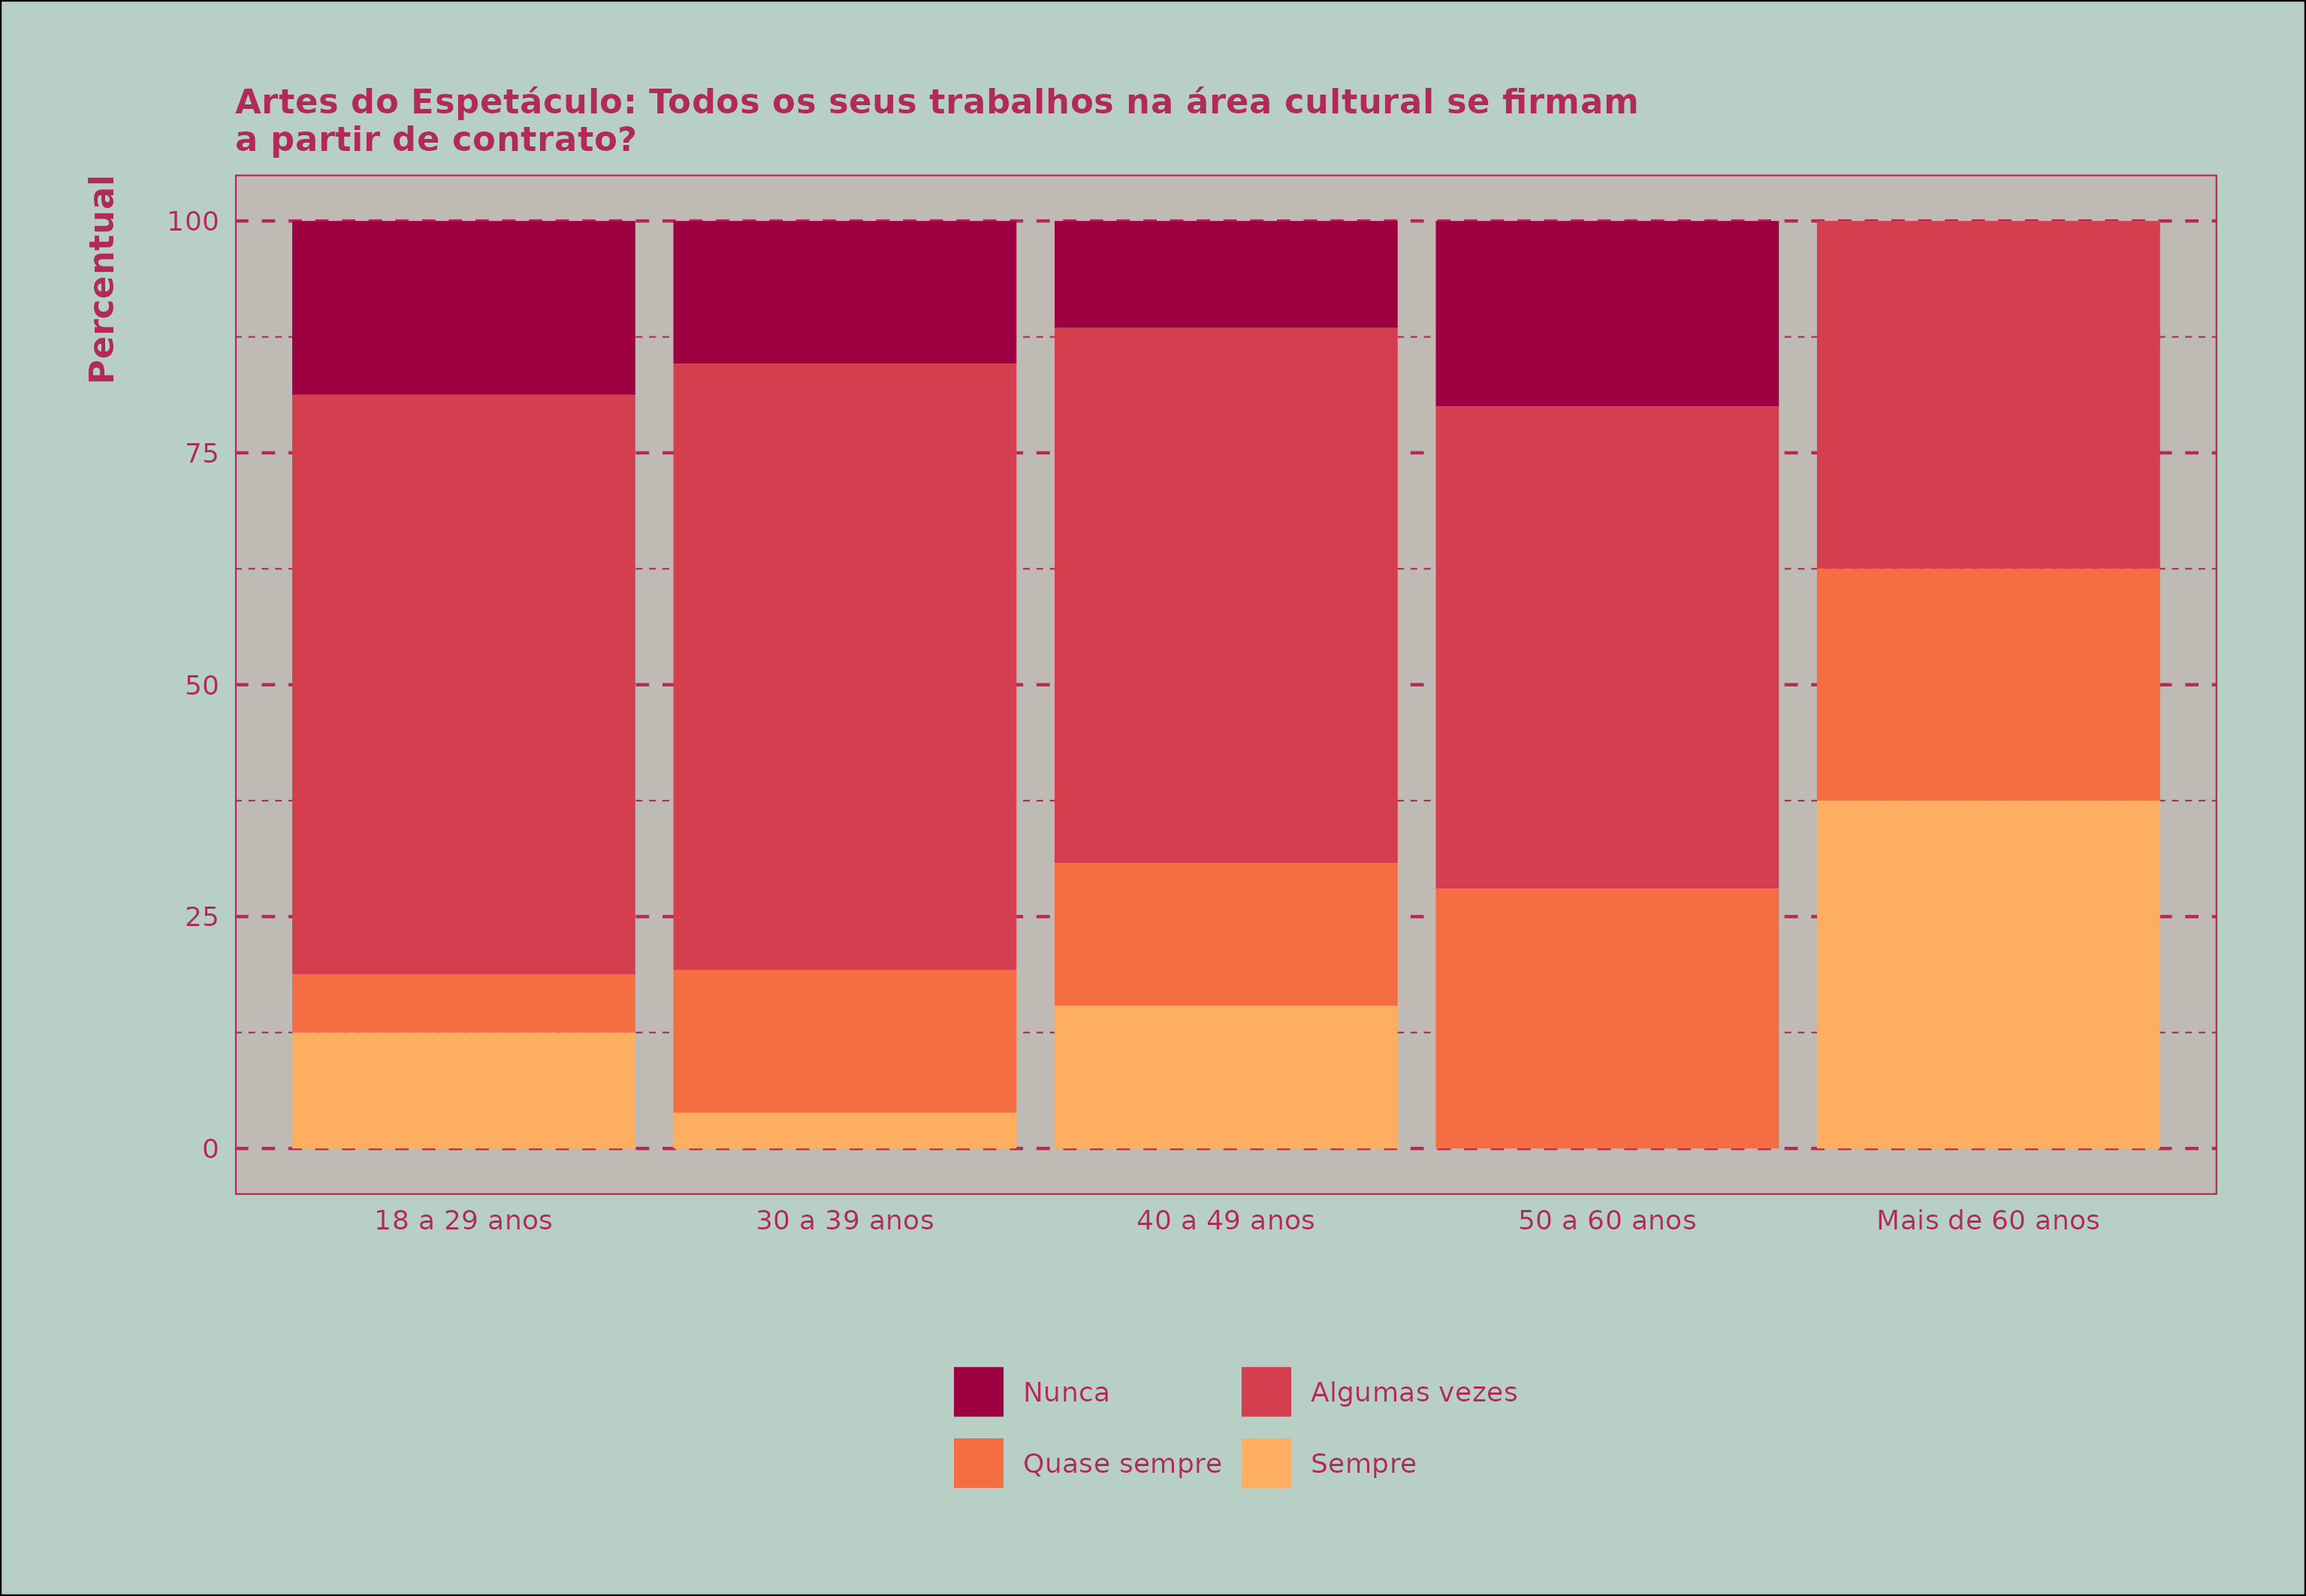 Artes do Espetáculo: Todos os seus trabalhos na área cultural se firmam
a partir de contrato?
Percentual
100
75
50
25
0
18 a 29 anos
30 a 39 anos
40 a 49 anos
50 a 60 anos
Mais de 60 anos
Nunca
Algumas vezes
Quase sempre
Sempre